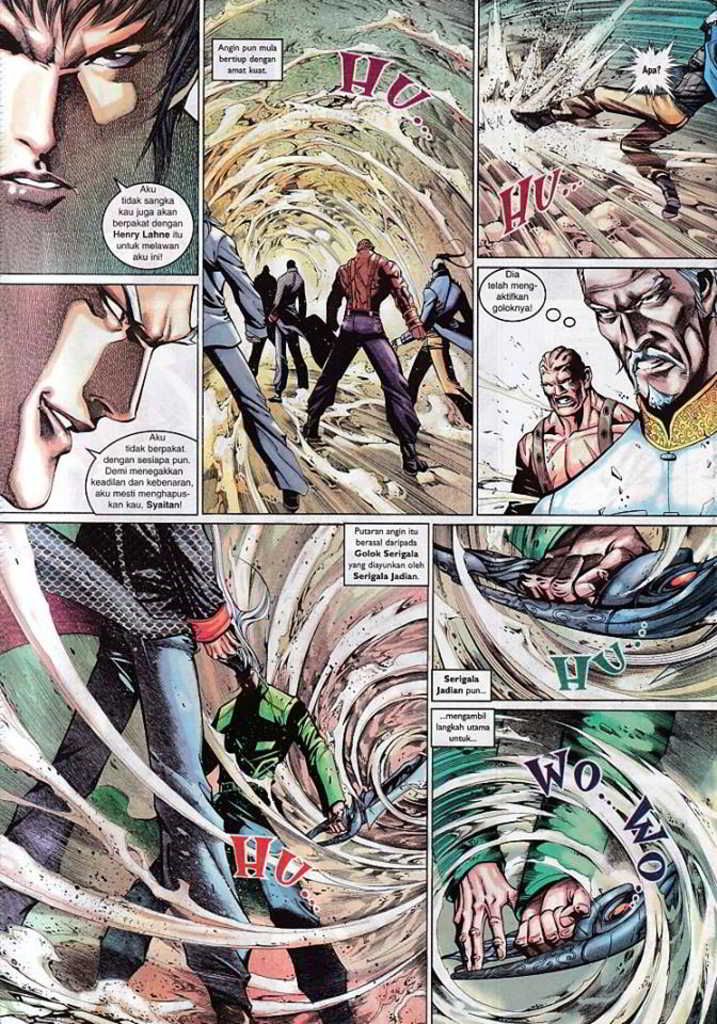 Aku
tidak sangka
kau juga akan
berpakat dengan
Henry Lahne itu
untuk melawan
aku ini!
Aku
tidak berpakat
dengan sesiapa pun.
Demi menegakkan
keadilan dan kebenaran,
aku mesti menghapus-
kan kau, Syaitan!
Angin pun mula
bertiup dengan
amat kuat.
HU...
Apa?
HU...
Dia
telah meng-
aktifkan
goloknya!
Putaran angin itu
berasal daripada
Golok Serigala
yang diayunkan oleh
Serigala Jadian.
HU...
Serigala
Jadian pun...
HU...
...mengambil
langkah utama
untuk...
WO...WO...